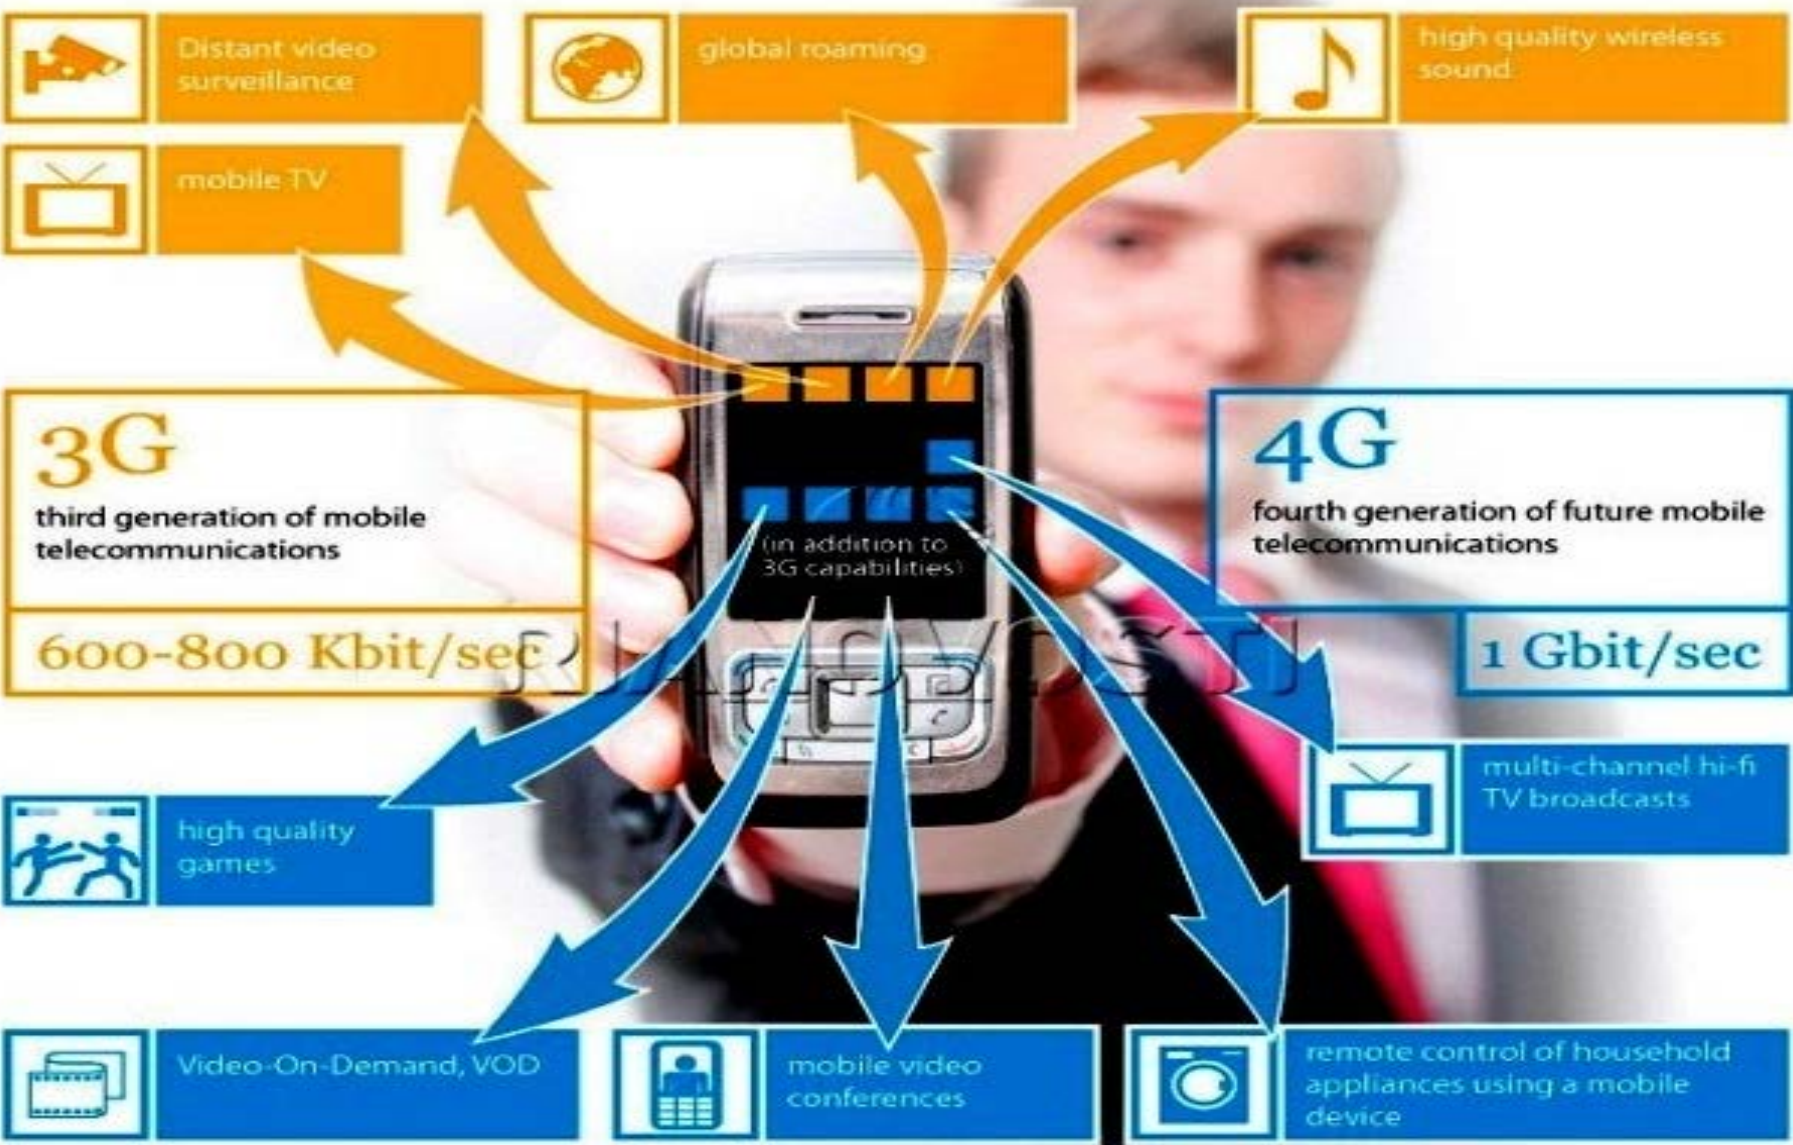 Distant video
surveillance
global roaming
high quality wireless
sound
mobile TV
3G
third generation of mobile
telecommunications
600-800 Kbit/sec
4G
fourth generation of future mobile
telecommunications
1 Gbit/sec
(in addition to
3G capabilities)
RIANOVOSTI
multi-channel hi-fi
TV broadcasts
high quality
games
Video-On-Demand, VOD
mobile video
conferences
remote control of household
appliances using a mobile
device